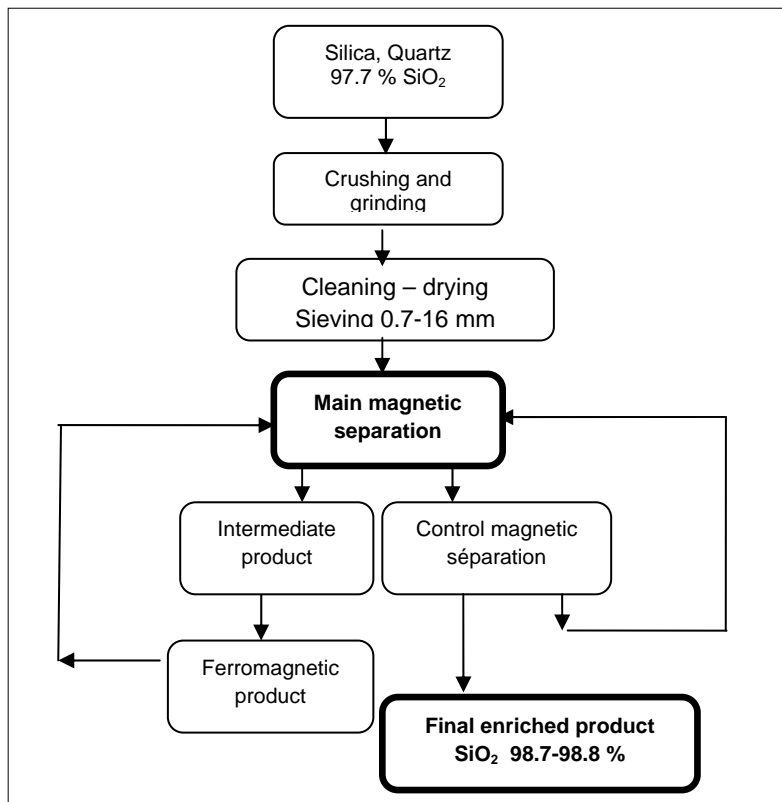 Silica, Quartz
97.7 % SiO₂
Crushing and
grinding
Cleaning – drying
Sieving 0.7-16 mm
Main magnetic
separation
Intermediate
product
Control magnetic
séparation
Ferromagnetic
product
Final enriched product
SiO₂ 98.7-98.8 %